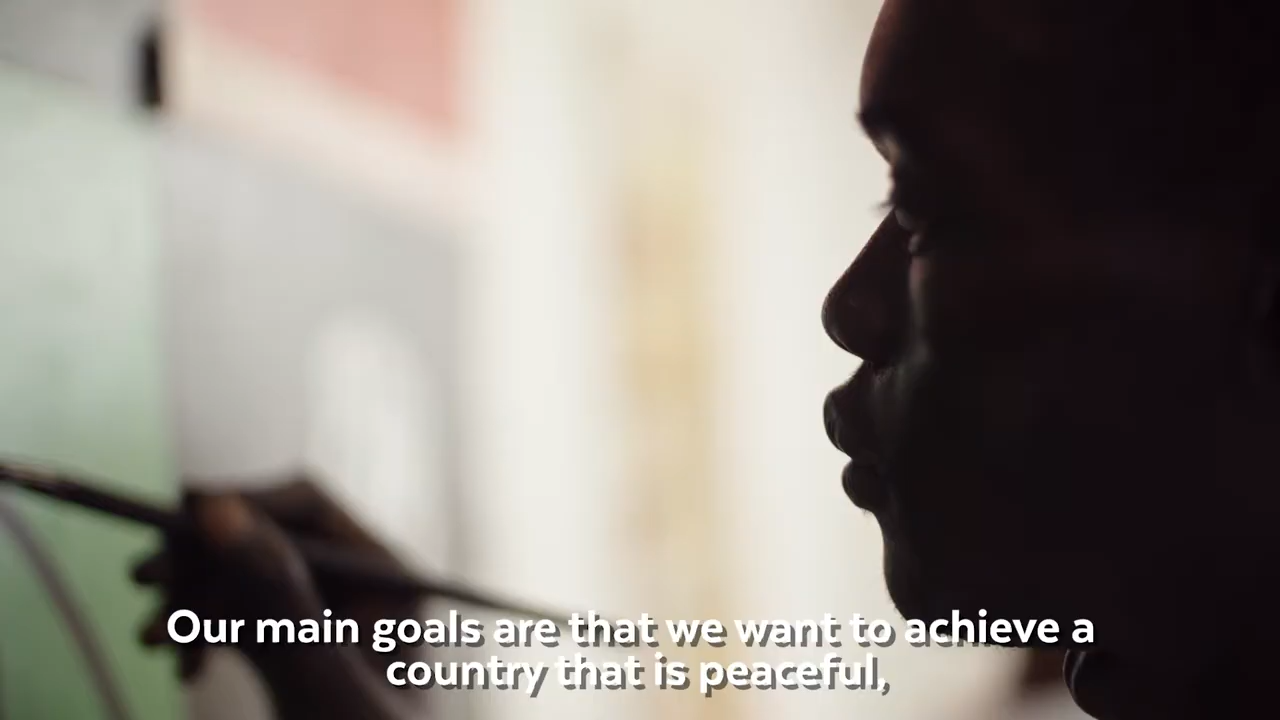 Our main goals are that we want to achieve a
country that is peaceful,